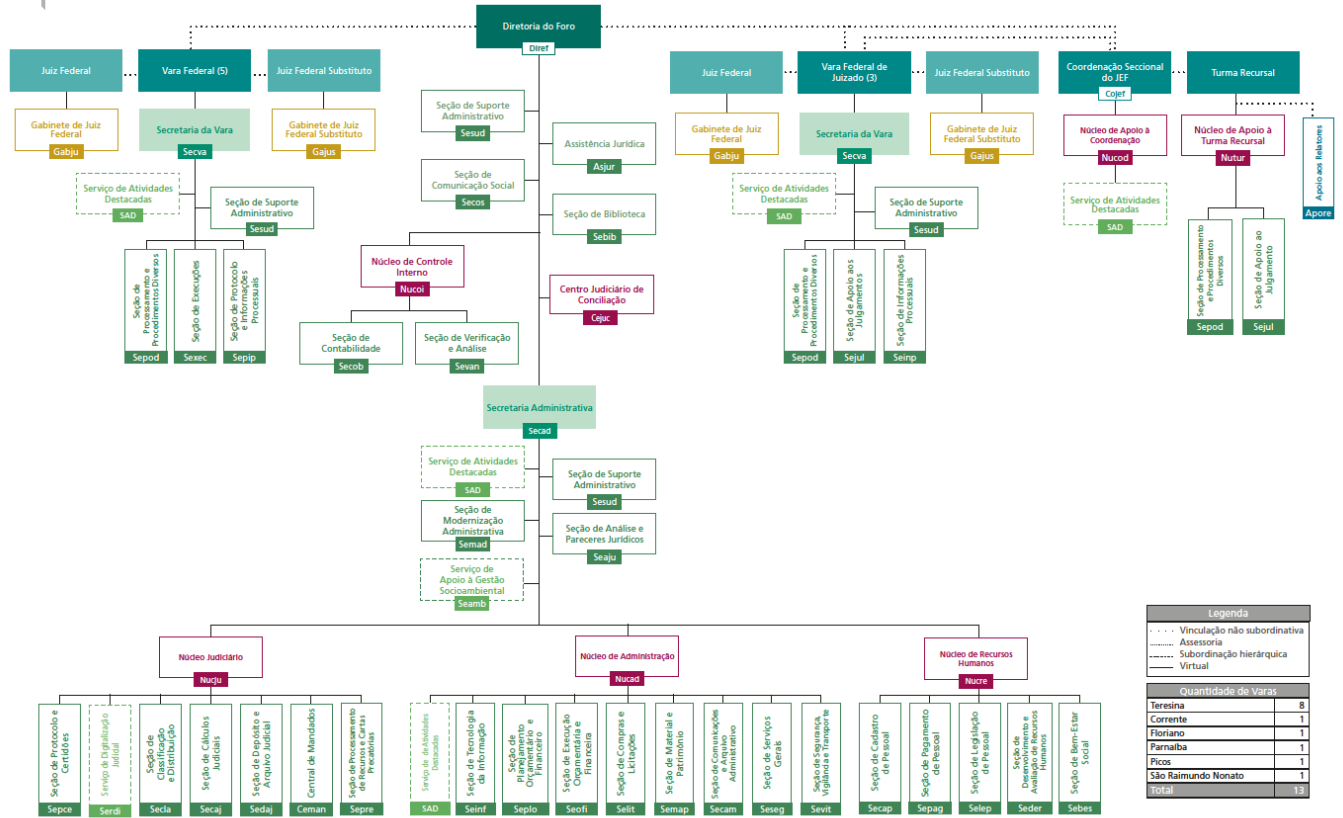 Diretoria do Foro
Diref
Juiz Federal
Vara Federal (5)
Juiz Federal Substituto
Gabinete de Juiz
Federal
Gabju
Secretaria da Vara
Secva
Gabinete de Juiz
Federal Substituto
Gajus
Serviço de Atividades
Destacadas
SAD
Seção de Suporte
Administrativo
Sesud
Seção de
Processamento e
Procedimentos Diversos
Sepod
Seção de Execuções
Sexec
Seção de Protocolo
e Informações
Processuais
Sepip
Seção de Suporte
Administrativo
Sesud
Assistência Jurídica
Asjur
Seção de
Comunicação Social
Secos
Seção de Biblioteca
Sebib
Núcleo de Controle
Interno
Nucoi
Centro Judiciário de
Conciliação
Cejuc
Seção de
Contabilidade
Secob
Seção de Verificação
e Análise
Sevan
Juiz Federal
Vara Federal de
Juizado (3)
Juiz Federal Substituto
Gabinete de Juiz
Federal
Gabju
Secretaria da Vara
Secva
Gabinete de Juiz
Federal Substituto
Gajus
Serviço de Atividades
Destacadas
SAD
Seção de Suporte
Administrativo
Sesud
Seção de
Processamento e
Procedimentos Diversos
Sepod
Seção de Apoio aos
Julgamentos
Sejul
Seção de Informações
Processuais
Seinp
Coordenação Seccional
do JEF
Cojef
Turma Recursal
Núcleo de Apoio à
Coordenação
Nucod
Núcleo de Apoio à
Turma Recursal
Nutur
Apoio aos Relatores
Apore
Serviço de Atividades
Destacadas
SAD
Seção de Processamento
e Procedimentos
Diversos
Sepod
Seção de Apoio ao
Julgamento
Sejul
Secretaria Administrativa
Secad
Serviço de Atividades
Destacadas
SAD
Seção de Suporte
Administrativo
Sesud
Seção de
Modernização
Administrativa
Semad
Seção de Análise e
Pareceres Jurídicos
Seaju
Serviço de
Apoio à Gestão
Socioambiental
Seamb
Núcleo Judiciário
Nucju
Núcleo de Administração
Nucad
Núcleo de Recursos
Humanos
Nucre
Seção de Protocolo e
Certidões
Sepce
Serviço de Digitalização
Judicial
Serdi
Seção de
Classificação
e Distribuição
Secla
Seção de Cálculos
Judiciais
Secaj
Seção de Depósito e
Arquivo Judicial
Sedaj
Central de Mandados
Ceman
Seção de Processamento
de Recursos e Cartas
Precatórias
Sepre
Serviço de Atividades
Destacadas
SAD
Seção de Tecnologia
da Informação
Seinf
Seção de
Planejamento
Orçamentário e
Financeiro
Seplo
Seção de Execução
Orçamentária e
Financeira
Seofi
Seção de Compras e
Licitações
Selit
Seção de Material e
Patrimônio
Semap
Seção de Comunicações
e Arquivo
Administrativo
Secam
Seção de Serviços
Gerais
Seseg
Seção de Segurança,
Vigilância e Transporte
Sevit
Seção de Cadastro
de Pessoal
Secap
Seção de Pagamento
de Pessoal
Sepag
Seção de Legislação
de Pessoal
Selep
Seção de
Desenvolvimento e
Avaliação de Recursos
Humanos
Seder
Seção de Bem-Estar
Social
Sebes
Legenda
Vinculação não subordinativa
Assessoria
Subordinação hierárquica
Virtual
Quantidade de Varas
Teresina 8
Corrente 1
Floriano 1
Parnaíba 1
Picos 1
São Raimundo Nonato 1
Total 13